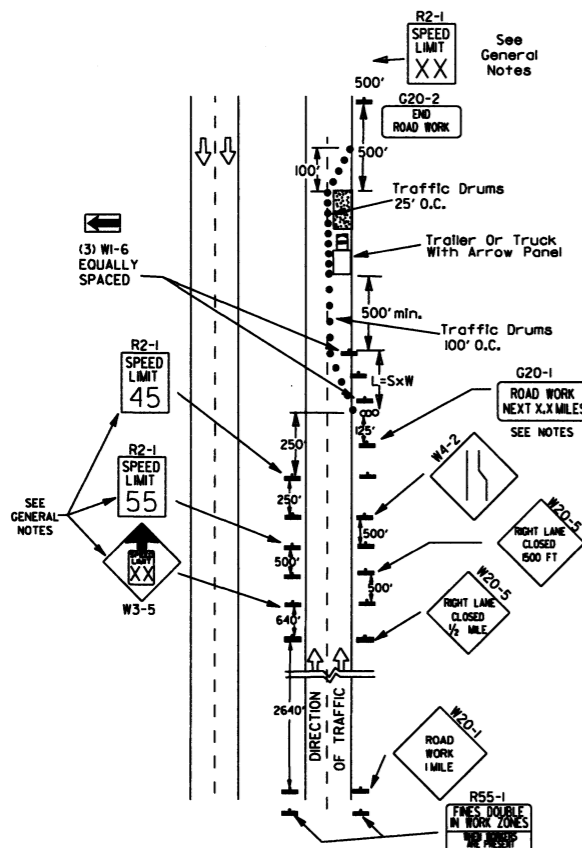 R2-1
SPEED
LIMIT
XX
See
General
Notes
500'
G20-2
END
ROAD WORK
500'
100'
Traffic Drums
25' O.C.
Trailer Or Truck
With Arrow Panel
(3) W1-6
EQUALLY
SPACED
500' min.
Traffic Drums
100' O.C.
R2-1
SPEED
LIMIT
45
L=SxW
G20-1
ROAD WORK
NEXT X.X MILES
SEE NOTES
125'
250'
R2-1
SPEED
LIMIT
55
250'
W4-2
SEE
GENERAL
NOTES
500'
500'
W20-5
RIGHT LANE
CLOSED
1500 FT
SPEED
LIMIT
XX
W3-5
500'
W20-5
RIGHT LANE
CLOSED
1/2 MILE
640'
2640'
DIRECTION
OF TRAFFIC
W20-1
ROAD
WORK
1 MILE
R55-1
FINES DOUBLE
IN WORK ZONES
WHEN WORKERS
ARE PRESENT